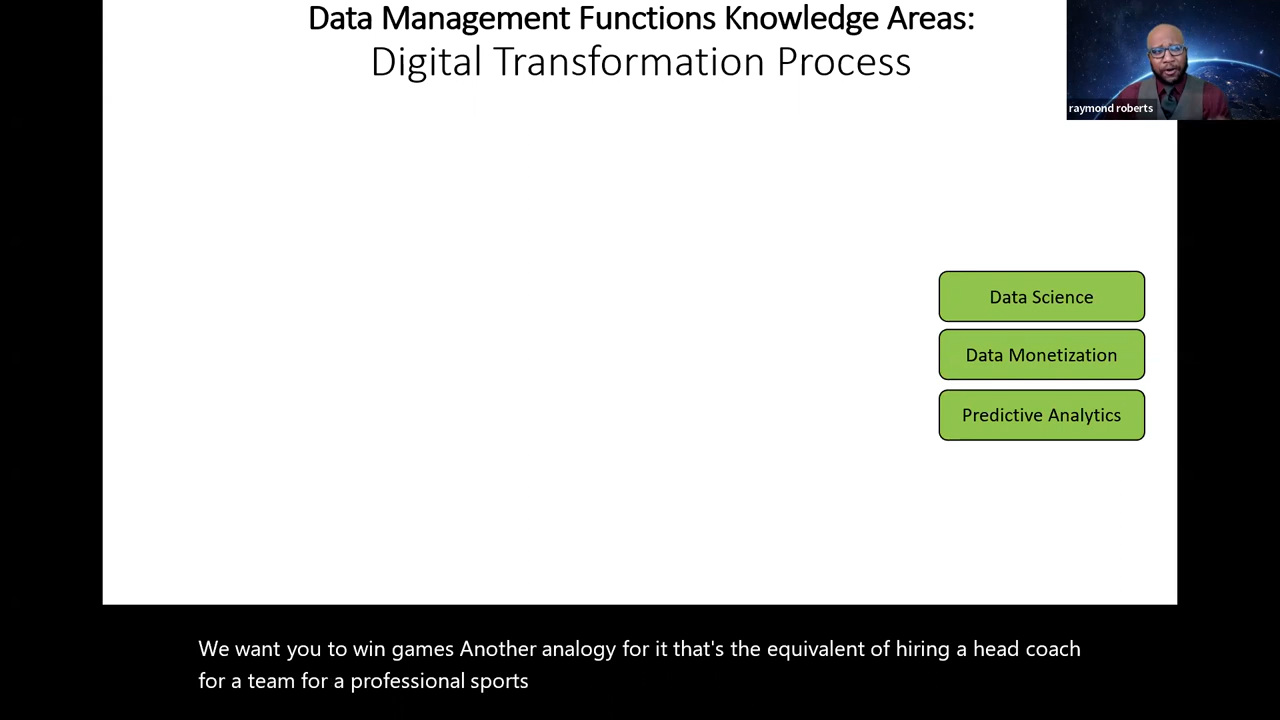 Data Management Functions Knowledge Areas:
Digital Transformation Process
raymond roberts
Data Science
Data Monetization
Predictive Analytics
We want you to win games Another analogy for it that's the equivalent of hiring a head coach
for a team for a professional sports